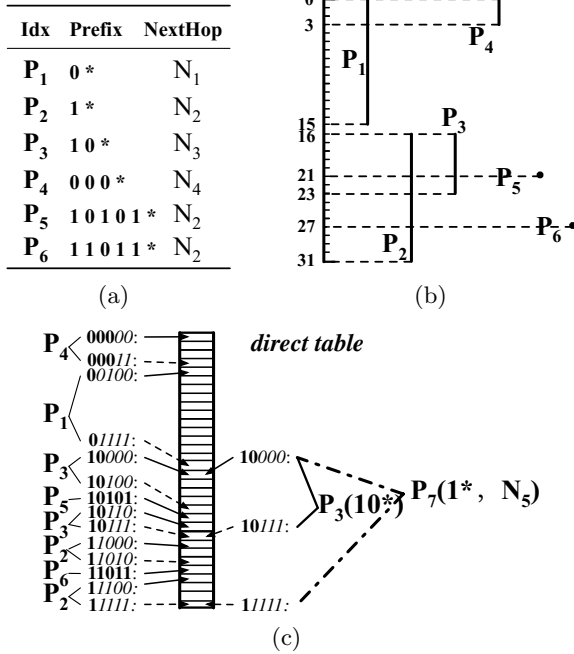 Idx Prefix NextHop
P1 0* N1
P2 1* N2
P3 10* N3
P4 000* N4
P5 10101* N2
P6 11011* N2
(a)
3
P4
P1
15
16
P3
21
P5
23
27
P6
P2
31
(b)
direct table
P4 00000:
00011:
P1 00100:
01111:
P3 10000:
10100:
P5 10101:
P3 10110:
10111:
P2 11000:
11010:
P6 11011:
P2 11100:
11111:
10000:
10111:
11111:
P3(10*)
P7(1*, N5)
(c)